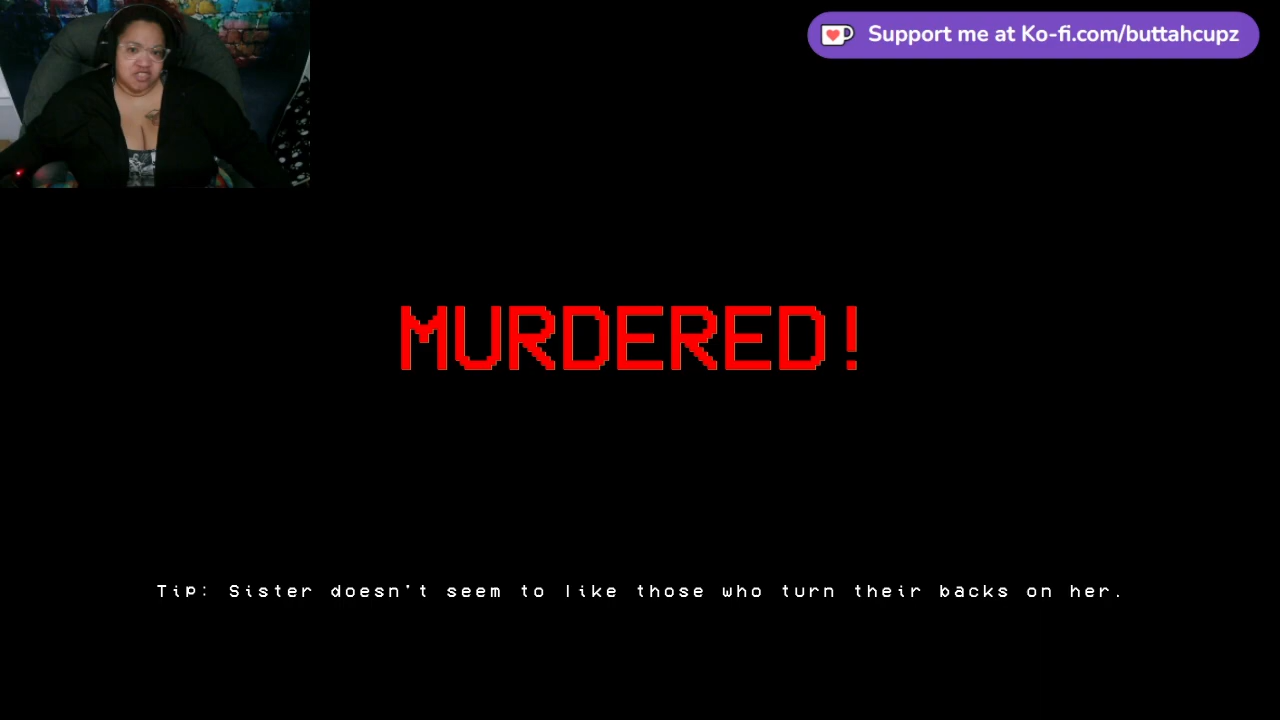 Support me at Ko-fi.com/buttahcupz
MURDERED!
Tip: Sister doesn't seem to like those who turn their backs on her.